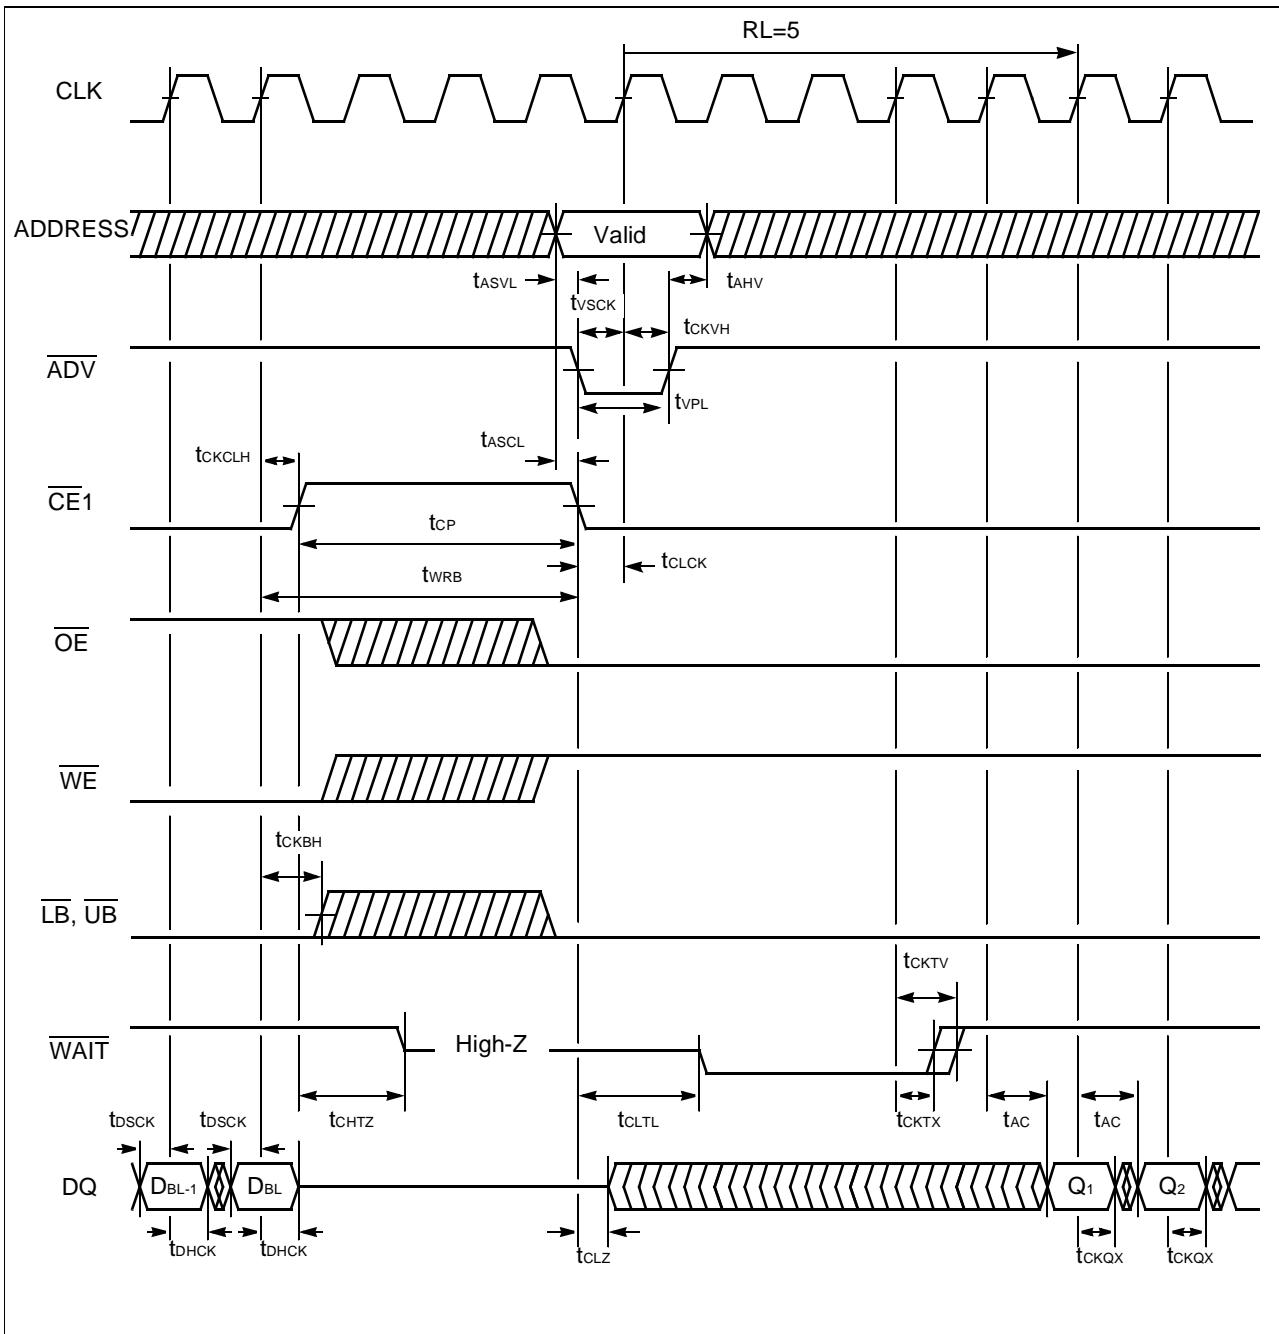 RL=5
CLK
ADDRESS
Valid
tASVL
tVSCK
tAHV
tCKVH
ADV
tVPL
tASCL
tCKCLH
CE1
tCP
tCLCK
tWRB
OE
WE
tCKBH
LB, UB
tCKTV
WAIT
High-Z
tDSCK
tDSCK
tCHTZ
tCLTL
tCKTX
tAC
tAC
DQ
DBL-1
DBL
Q1
Q2
tDHCK
tDHCK
tCLZ
tCKQX
tCKQX